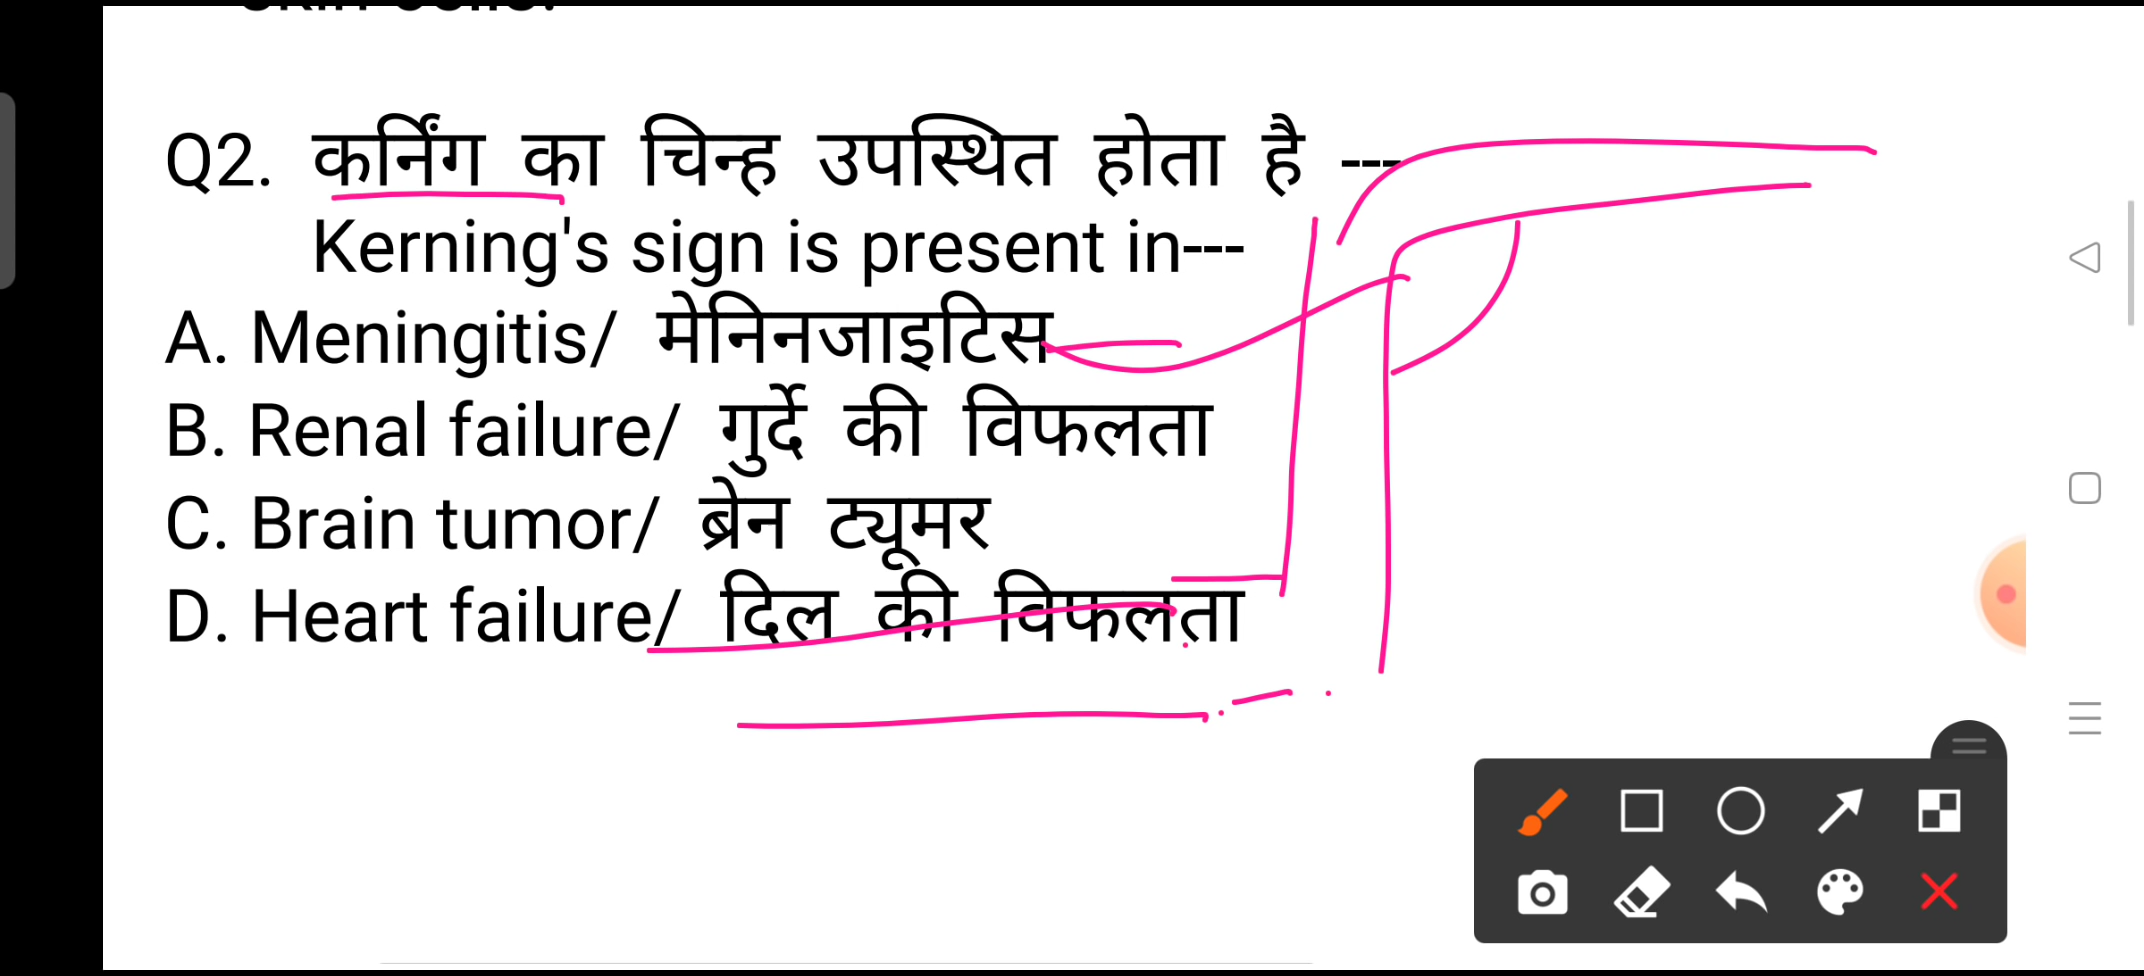 Q2. कर्निंग का चिन्ह उपस्थित होता है ---
Kerning's sign is present in---
A. Meningitis/ मेनिनजाइटिस
B. Renal failure/ गुर्दे की विफलता
C. Brain tumor/ ब्रेन ट्यूमर
D. Heart failure/ दिल की विफलता